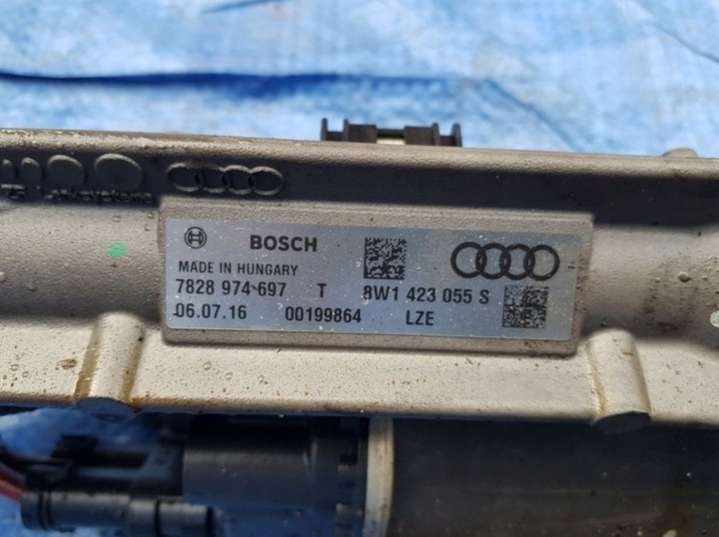 BOSCH
MADE IN HUNGARY
7828 974 697 T 8W1 423 055 S
06.07.16 00199864 LZE